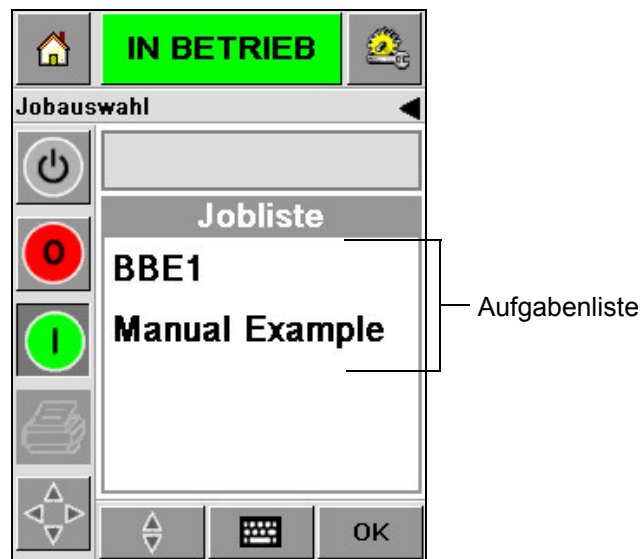 IN BETRIEB
Jobauswahl
Jobliste
O
BBE1
Manual Example
I
Aufgabenliste
OK